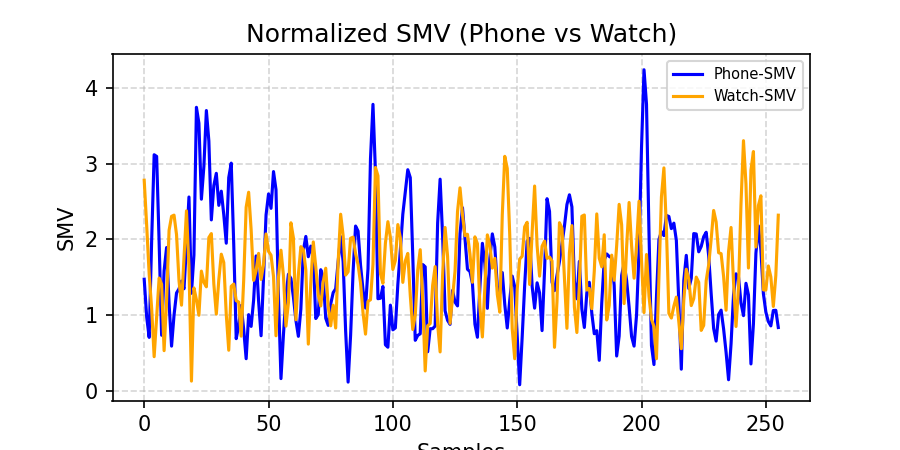 Normalized SMV (Phone vs Watch)
Phone-SMV
Watch-SMV
SMV
4
3
2
1
0
0 50 100 150 200 250
Samples